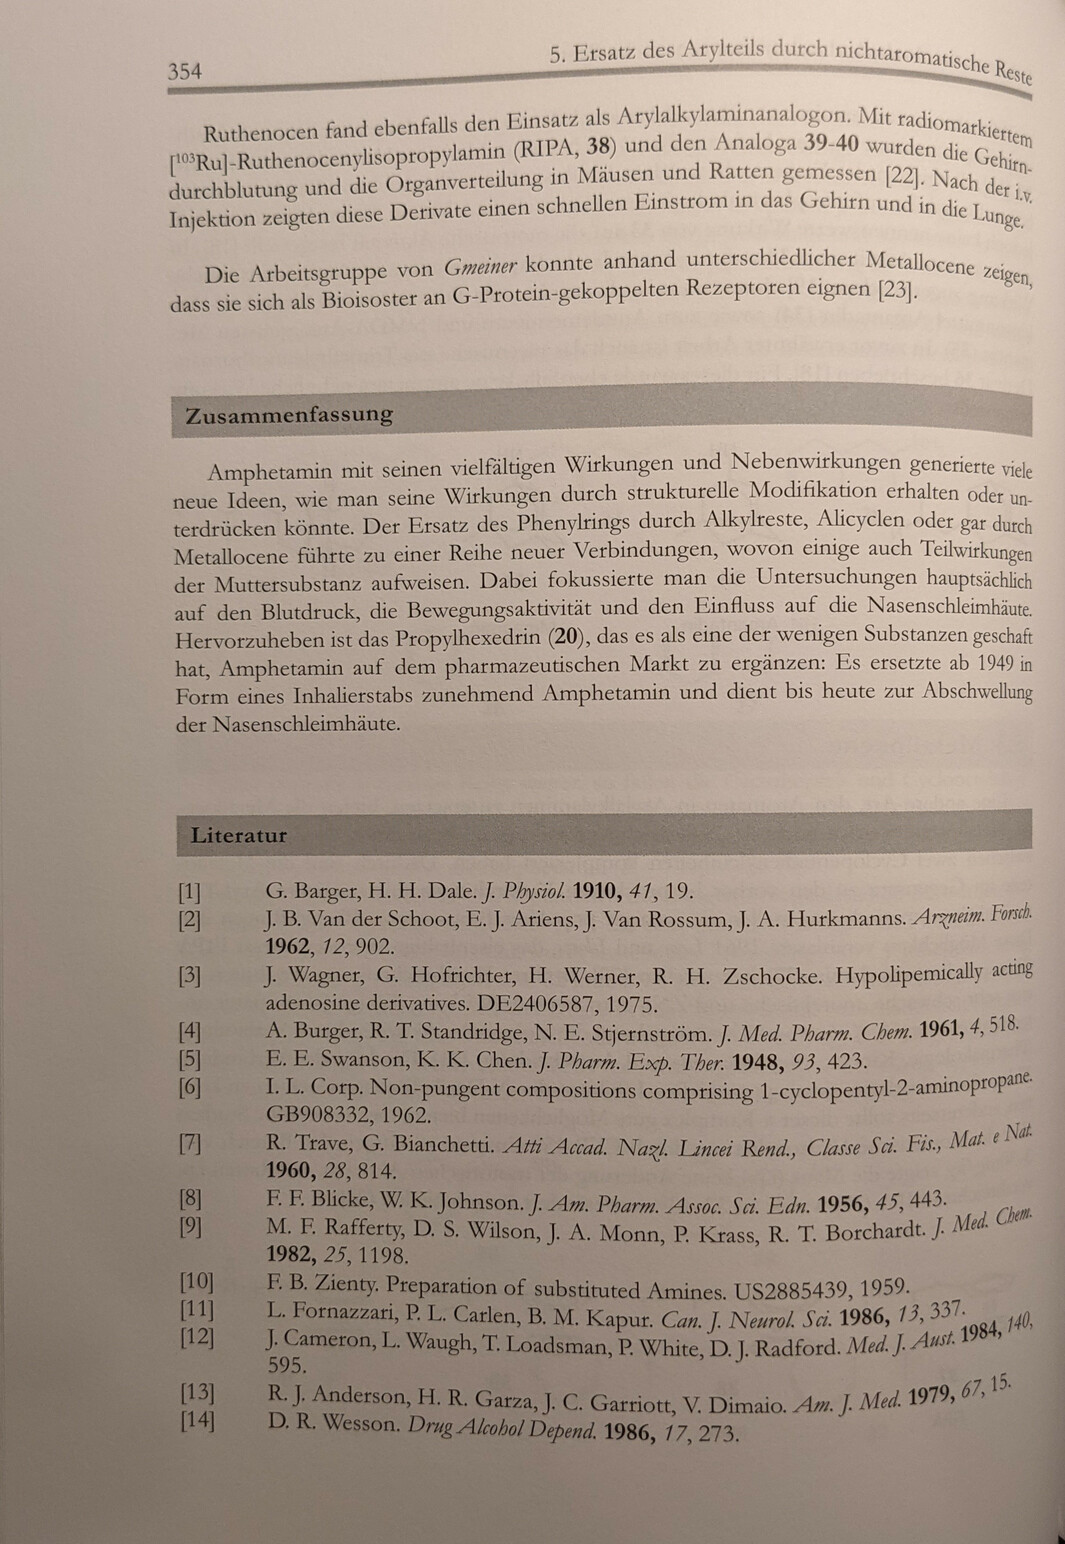 354
5. Ersatz des Arylteils durch nichtaromatische Reste
Ruthenocen fand ebenfalls den Einsatz als Arylalkylaminanalogon. Mit radiomarkiertem
[¹⁰³Ru]-Ruthenocenylisopropylamin (RIPA, 38) und den Analoga 39-40 wurden die Gehirn-
durchblutung und die Organverteilung in Mäusen und Ratten gemessen [22]. Nach der i.v.
Injektion zeigten diese Derivate einen schnellen Einstrom in das Gehirn und in die Lunge.
Die Arbeitsgruppe von Gmeiner konnte anhand unterschiedlicher Metallocene zeigen,
dass sie sich als Bioisoster an G-Protein-gekoppelten Rezeptoren eignen [23].
Zusammenfassung
Amphetamin mit seinen vielfältigen Wirkungen und Nebenwirkungen generierte viele
neue Ideen, wie man seine Wirkungen durch strukturelle Modifikation erhalten oder un-
terdrücken könnte. Der Ersatz des Phenylrings durch Alkylreste, Alicyclen oder gar durch
Metallocene führte zu einer Reihe neuer Verbindungen, wovon einige auch Teilwirkungen
der Muttersubstanz aufweisen. Dabei fokussierte man die Untersuchungen hauptsächlich
auf den Blutdruck, die Bewegungsaktivität und den Einfluss auf die Nasenschleimhäute.
Hervorzuheben ist das Propylhexedrin (20), das es als eine der wenigen Substanzen geschaft
hat, Amphetamin auf dem pharmazeutischen Markt zu ergänzen: Es ersetzte ab 1949 in
Form eines Inhalierstabs zunehmend Amphetamin und dient bis heute zur Abschwellung
der Nasenschleimhäute.
Literatur
[1] G. Barger, H. H. Dale. J. Physiol. 1910, 41, 19.
[2] J. B. Van der Schoot, E. J. Ariens, J. Van Rossum, J. A. Hurkmanns. Arzneim. Forsch.
1962, 12, 902.
[3] J. Wagner, G. Hofrichter, H. Werner, R. H. Zschocke. Hypolipemically acting
adenosine derivatives. DE2406587, 1975.
[4] A. Burger, R. T. Standridge, N. E. Stjernström. J. Med. Pharm. Chem. 1961, 4, 518.
[5] E. E. Swanson, K. K. Chen. J. Pharm. Exp. Ther. 1948, 93, 423.
[6] I. L. Corp. Non-pungent compositions comprising 1-cyclopentyl-2-aminopropane.
GB908332, 1962.
[7] R. Trave, G. Bianchetti. Atti Accad. Nazl. Lincei Rend., Classe Sci. Fis., Mat. e Nat.
1960, 28, 814.
[8] F. F. Blicke, W. K. Johnson. J. Am. Pharm. Assoc. Sci. Edn. 1956, 45, 443.
[9] M. F. Rafferty, D. S. Wilson, J. A. Monn, P. Krass, R. T. Borchardt. J. Med. Chem.
1982, 25, 1198.
[10] F. B. Zienty. Preparation of substituted Amines. US2885439, 1959.
[11] L. Fornazzari, P. L. Carlen, B. M. Kapur. Can. J. Neurol. Sci. 1986, 13, 337.
[12] J. Cameron, L. Waugh, T. Loadsman, P. White, D. J. Radford. Med. J. Aust. 1984, 140,
595.
[13] R. J. Anderson, H. R. Garza, J. C. Garriott, V. Dimaio. Am. J. Med. 1979, 67, 15.
[14] D. R. Wesson. Drug Alcohol Depend. 1986, 17, 273.